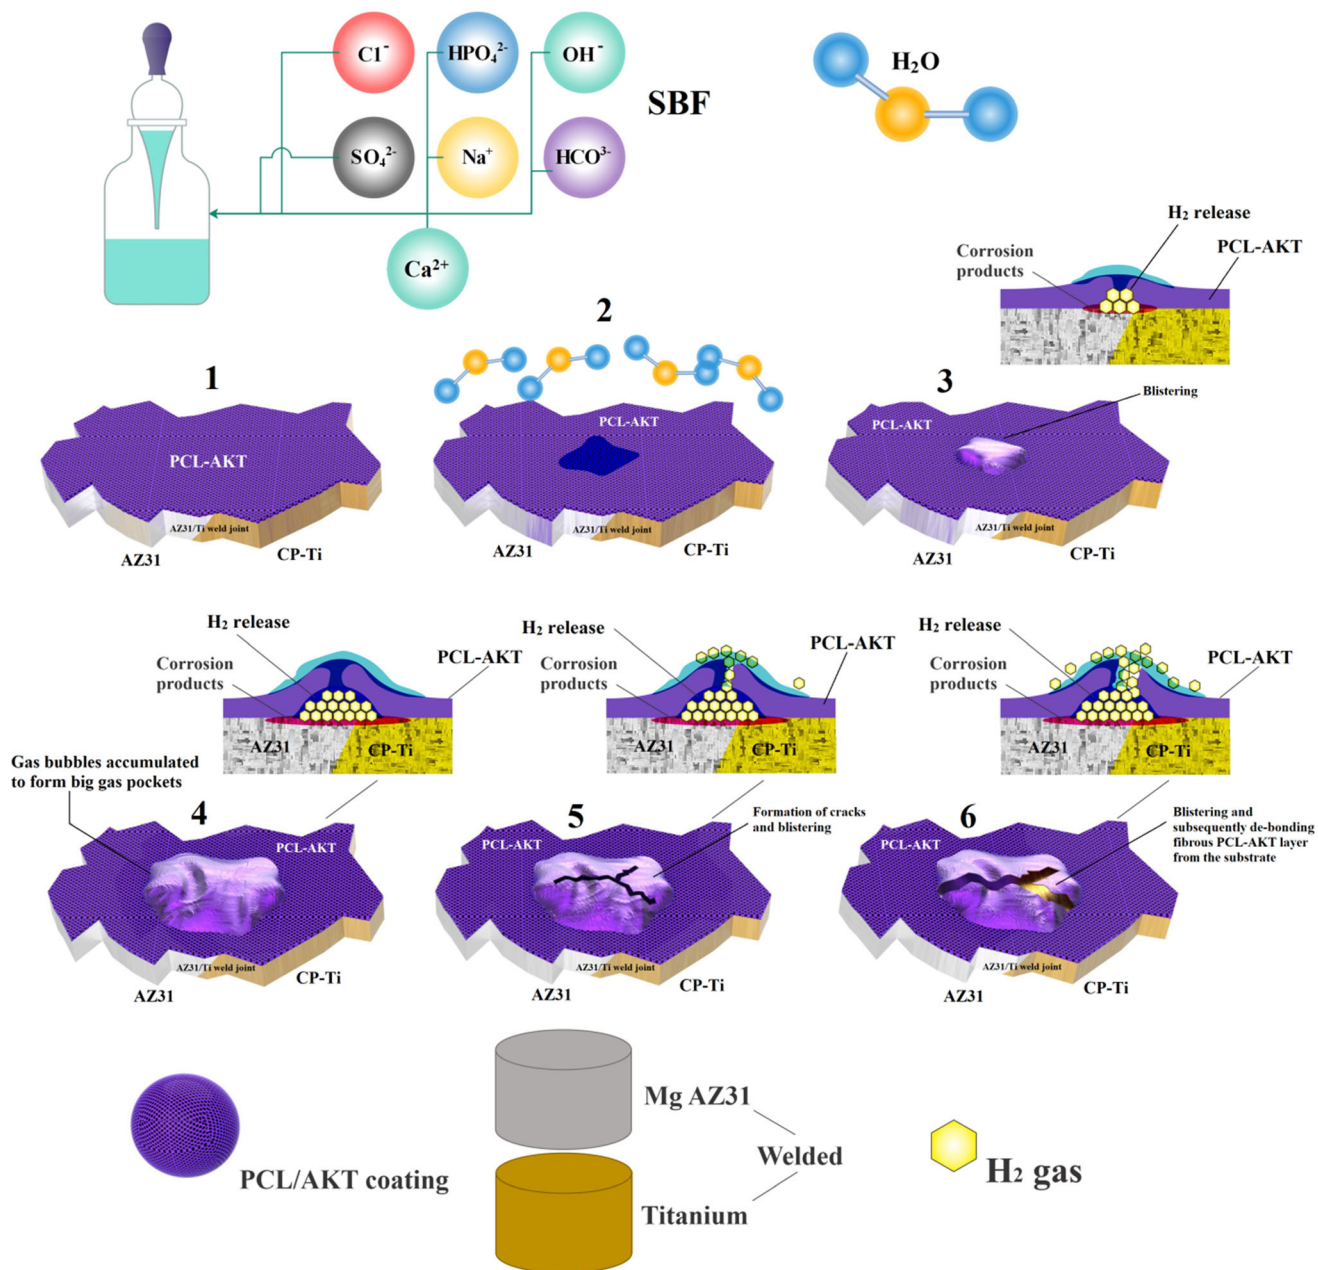 Cl⁻
HPO₄²⁻
OH⁻
SBF
H₂O
SO₄²⁻
Na⁺
HCO³⁻
Ca²⁺
H₂ release
PCL-AKT
Corrosion
products
1
2
3
PCL-AKT
AZ31/Ti weld joint
AZ31
CP-Ti
PCL-AKT
AZ31/Ti weld joint
AZ31
CP-Ti
Blistering
PCL-AKT
AZ31/Ti weld joint
AZ31
CP-Ti
H₂ release
PCL-AKT
Corrosion
products
AZ31
CP-Ti
Gas bubbles accumulated
to form big gas pockets
4
PCL-AKT
AZ31/Ti weld joint
AZ31
CP-Ti
H₂ release
PCL-AKT
Corrosion
products
AZ31
CP-Ti
5
Formation of cracks
and blistering
PCL-AKT
AZ31/Ti weld joint
AZ31
CP-Ti
H₂ release
PCL-AKT
Corrosion
products
AZ31
CP-Ti
6
Blistering and
subsequently de-bonding
fibrous PCL-AKT layer
from the substrate
PCL-AKT
AZ31/Ti weld joint
AZ31
CP-Ti
PCL/AKT coating
Mg AZ31
Welded
Titanium
H₂ gas